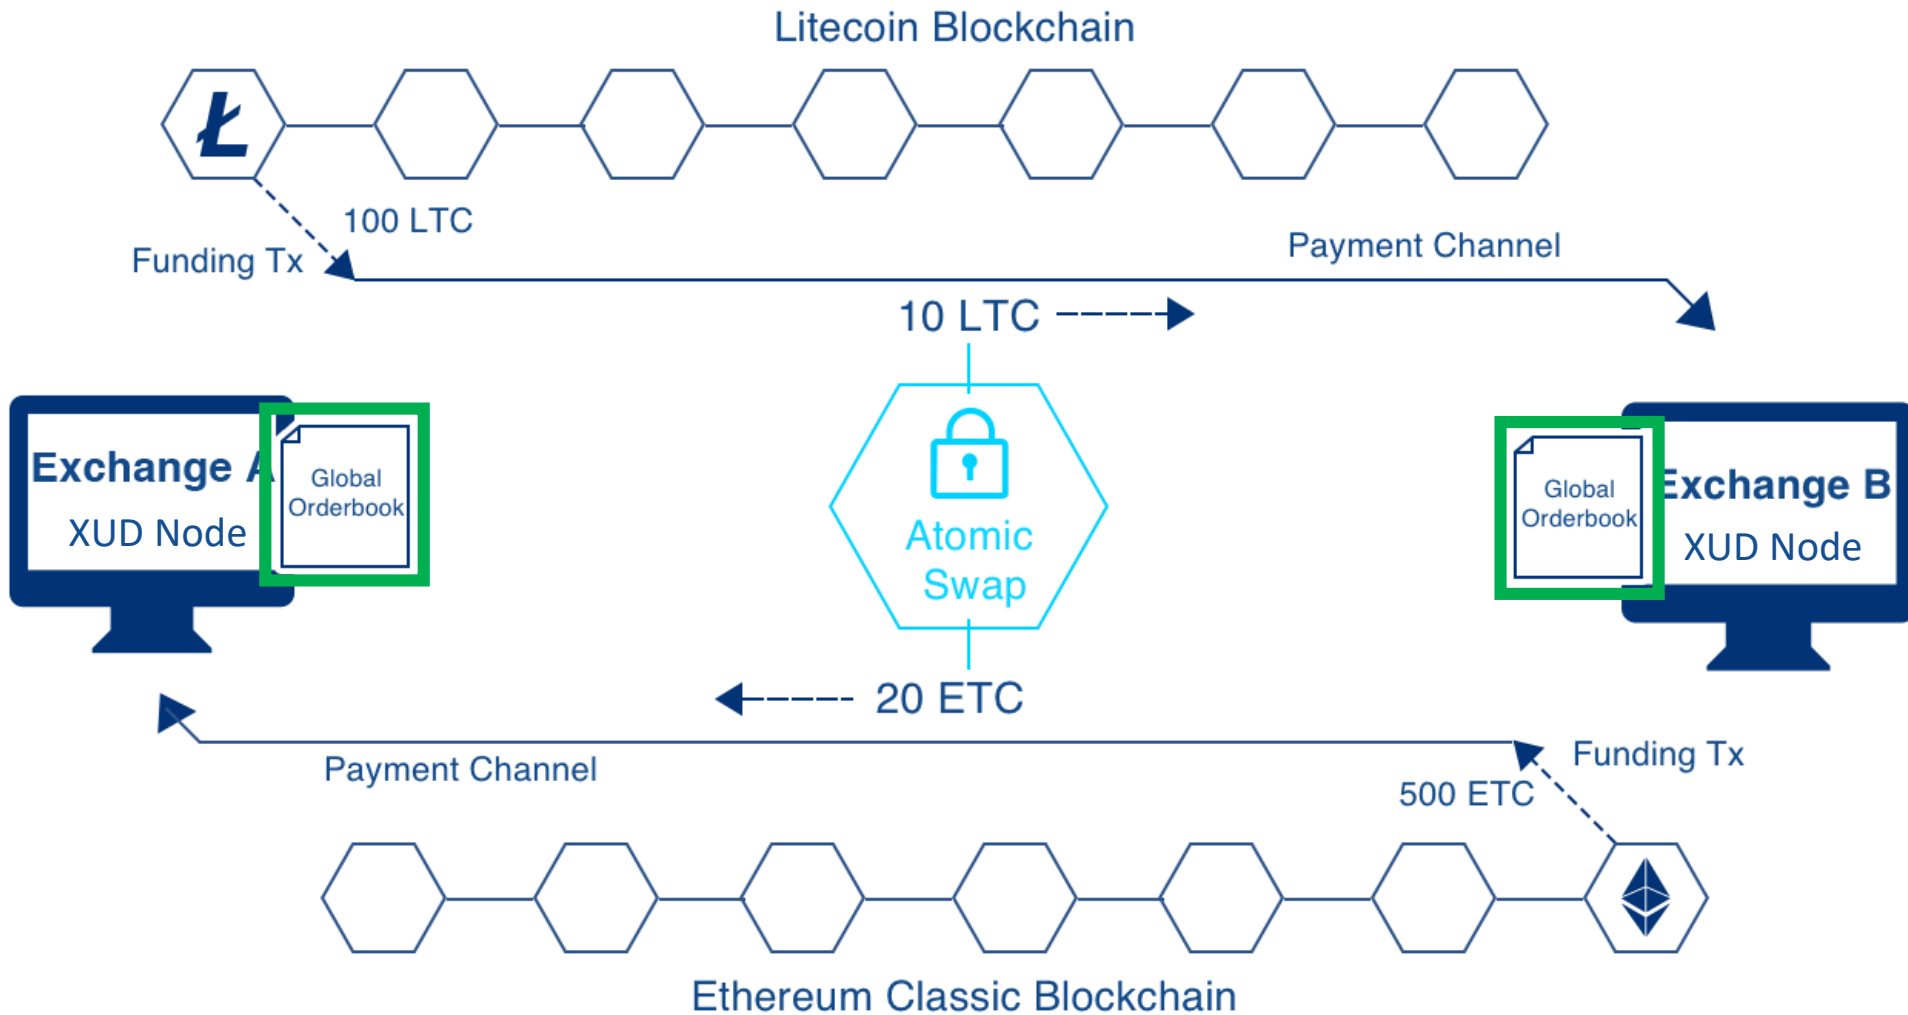 Litecoin Blockchain
100 LTC
Funding Tx
Payment Channel
10 LTC
Exchange A
XUD Node
Global
Orderbook
Atomic
Swap
Global
Orderbook
Exchange B
XUD Node
20 ETC
Payment Channel
Funding Tx
500 ETC
Ethereum Classic Blockchain